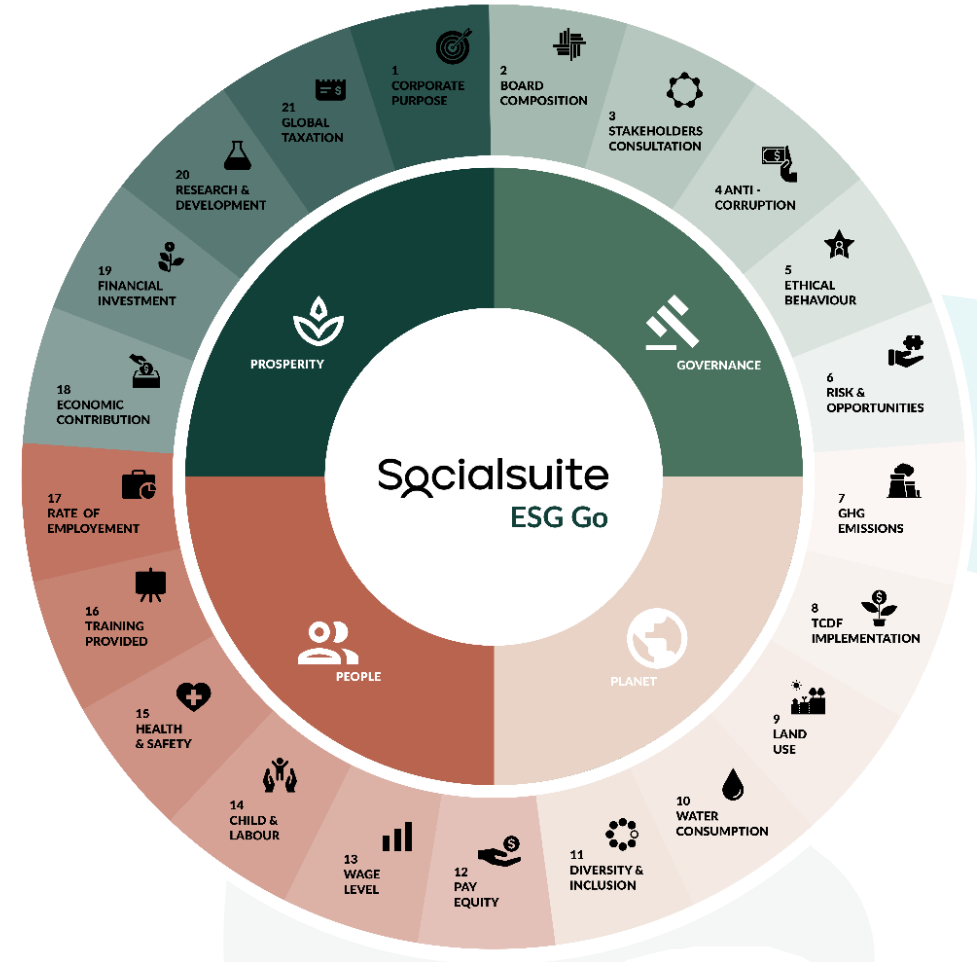 1
CORPORATE
PURPOSE
2
BOARD
COMPOSITION
3
STAKEHOLDERS
CONSULTATION
4 ANTI -
CORRUPTION
5
ETHICAL
BEHAVIOUR
6
RISK &
OPPORTUNITIES
7
GHG
EMISSIONS
8
TCDF
IMPLEMENTATION
9
LAND
USE
10
WATER
CONSUMPTION
11
DIVERSITY &
INCLUSION
12
PAY
EQUITY
13
WAGE
LEVEL
14
CHILD &
LABOUR
15
HEALTH
& SAFETY
16
TRAINING
PROVIDED
17
RATE OF
EMPLOYEMENT
18
ECONOMIC
CONTRIBUTION
19
FINANCIAL
INVESTMENT
20
RESEARCH &
DEVELOPMENT
21
GLOBAL
TAXATION
PROSPERITY
GOVERNANCE
PEOPLE
PLANET
Socialsuite
ESG Go